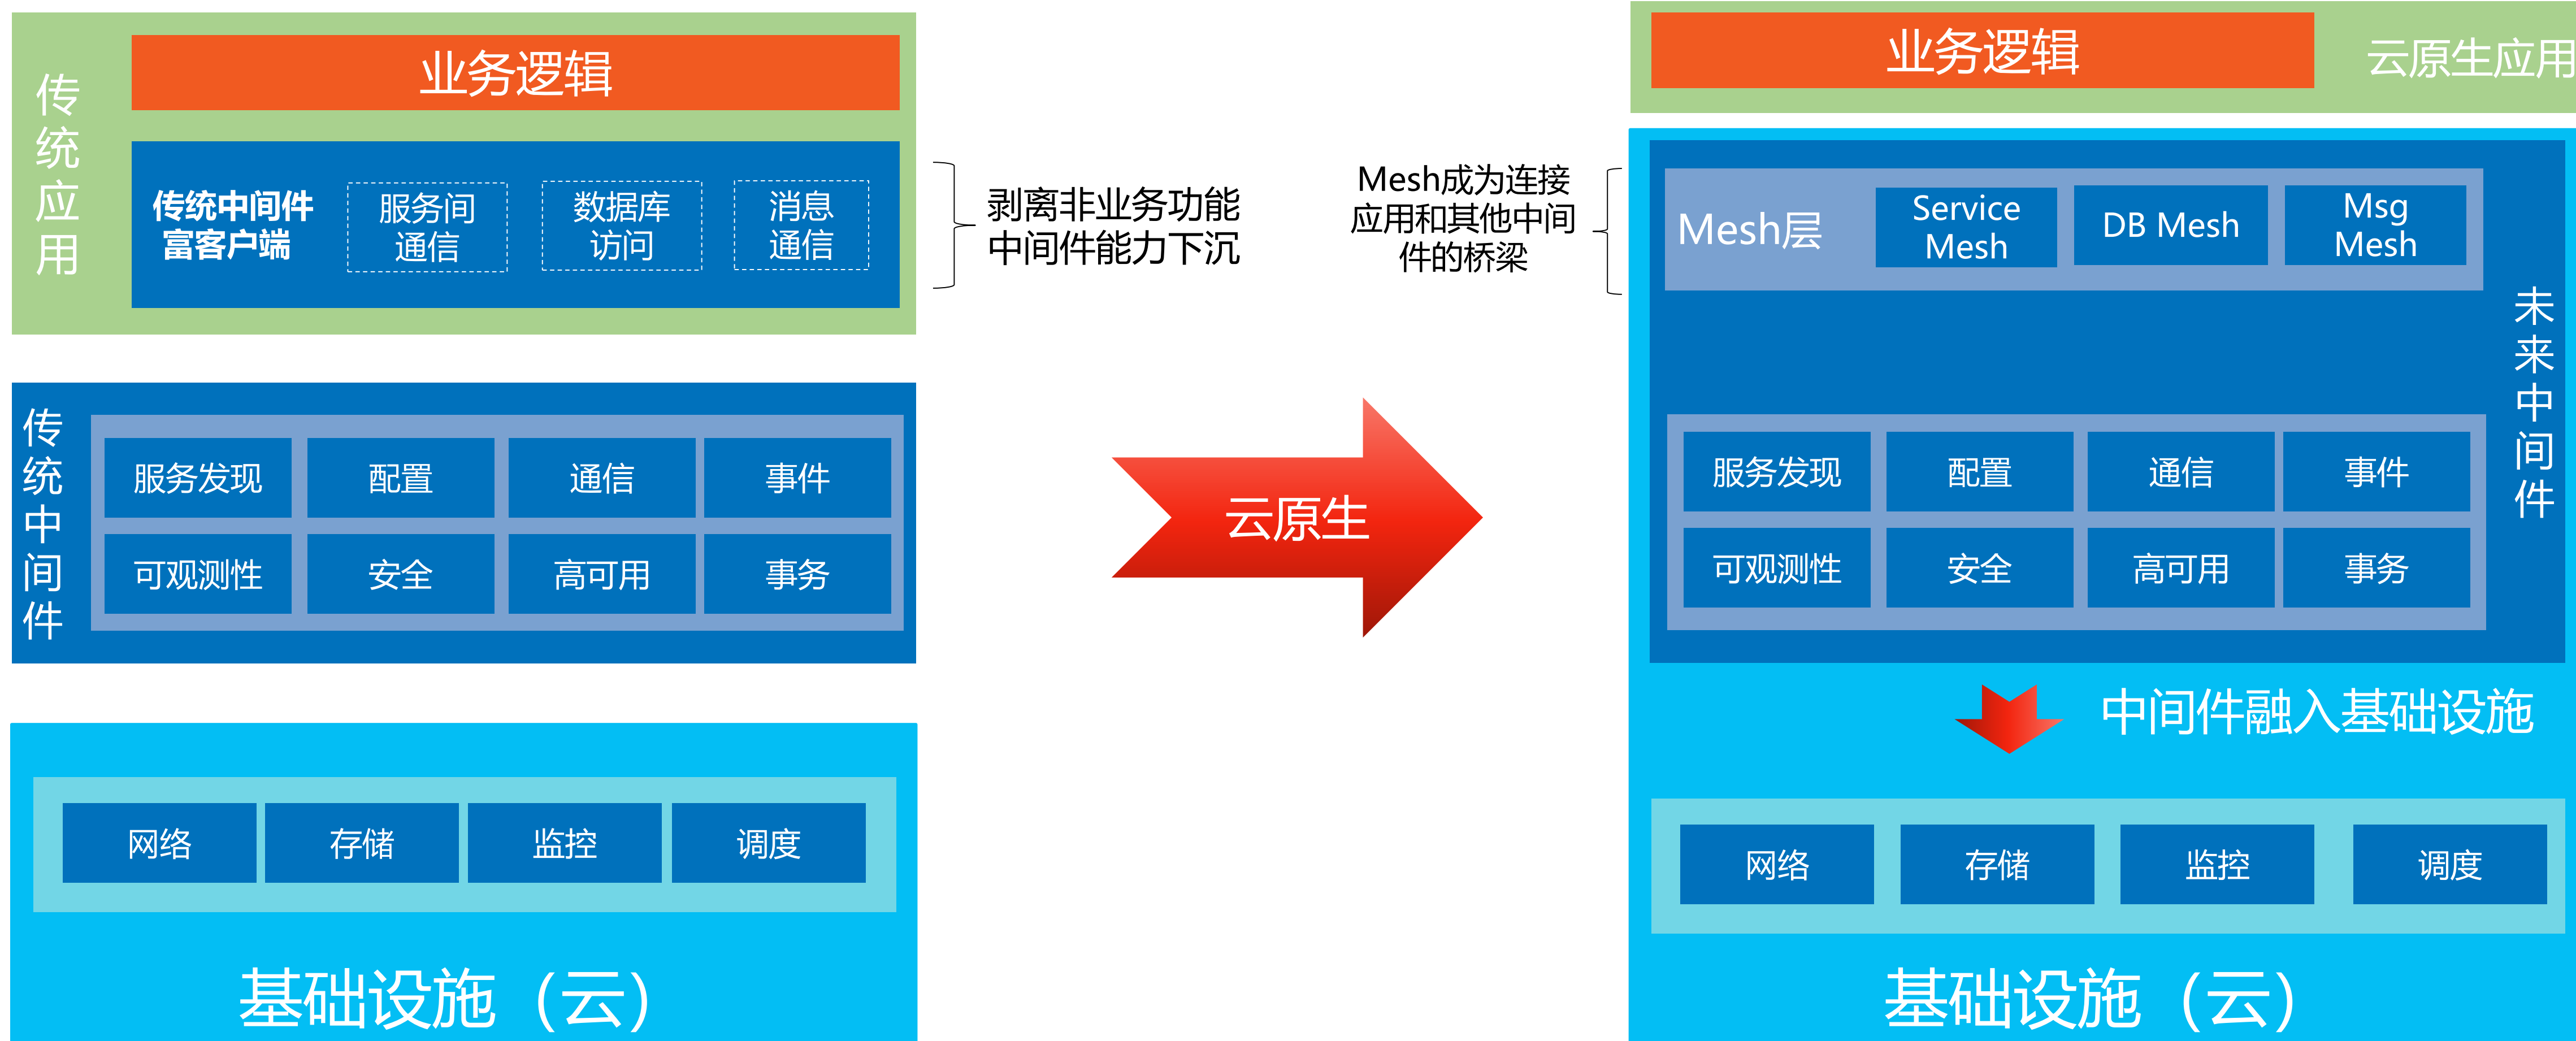 传统应用
业务逻辑
传统中间件
富客户端
服务间
通信
数据库
访问
消息
通信
剥离非业务功能
中间件能力下沉
传统中间件
服务发现
配置
通信
事件
可观测性
安全
高可用
事务
网络
存储
监控
调度
基础设施（云）
云原生
业务逻辑
云原生应用
Mesh成为连接
应用和其他中间
件的桥梁
Mesh层
Service
Mesh
DB Mesh
Msg
Mesh
未来中间件
服务发现
配置
通信
事件
可观测性
安全
高可用
事务
中间件融入基础设施
网络
存储
监控
调度
基础设施（云）